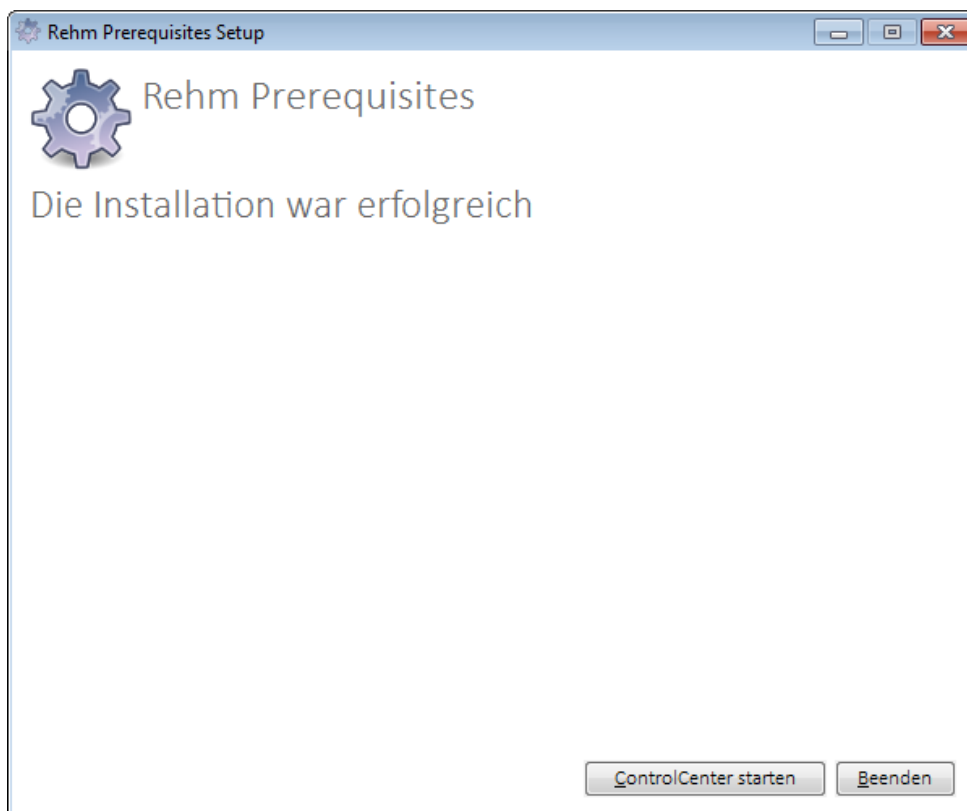 Rehm Prerequisites Setup
Rehm Prerequisites
Die Installation war erfolgreich
ControlCenter starten
Beenden